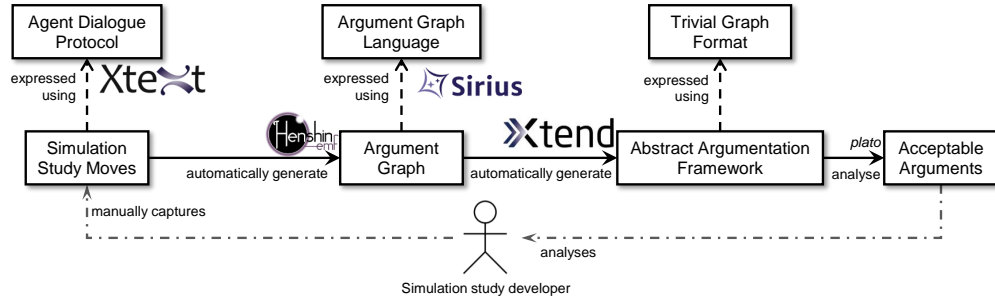 Agent Dialogue
Protocol
Argument Graph
Language
Trivial Graph
Format
expressed
using
Xtext
expressed
using
Sirius
expressed
using
Simulation
Study Moves
Henshin
emf
automatically generate
Argument
Graph
Xtend
automatically generate
Abstract Argumentation
Framework
plato
analyse
Acceptable
Arguments
manually captures
analyses
Simulation study developer